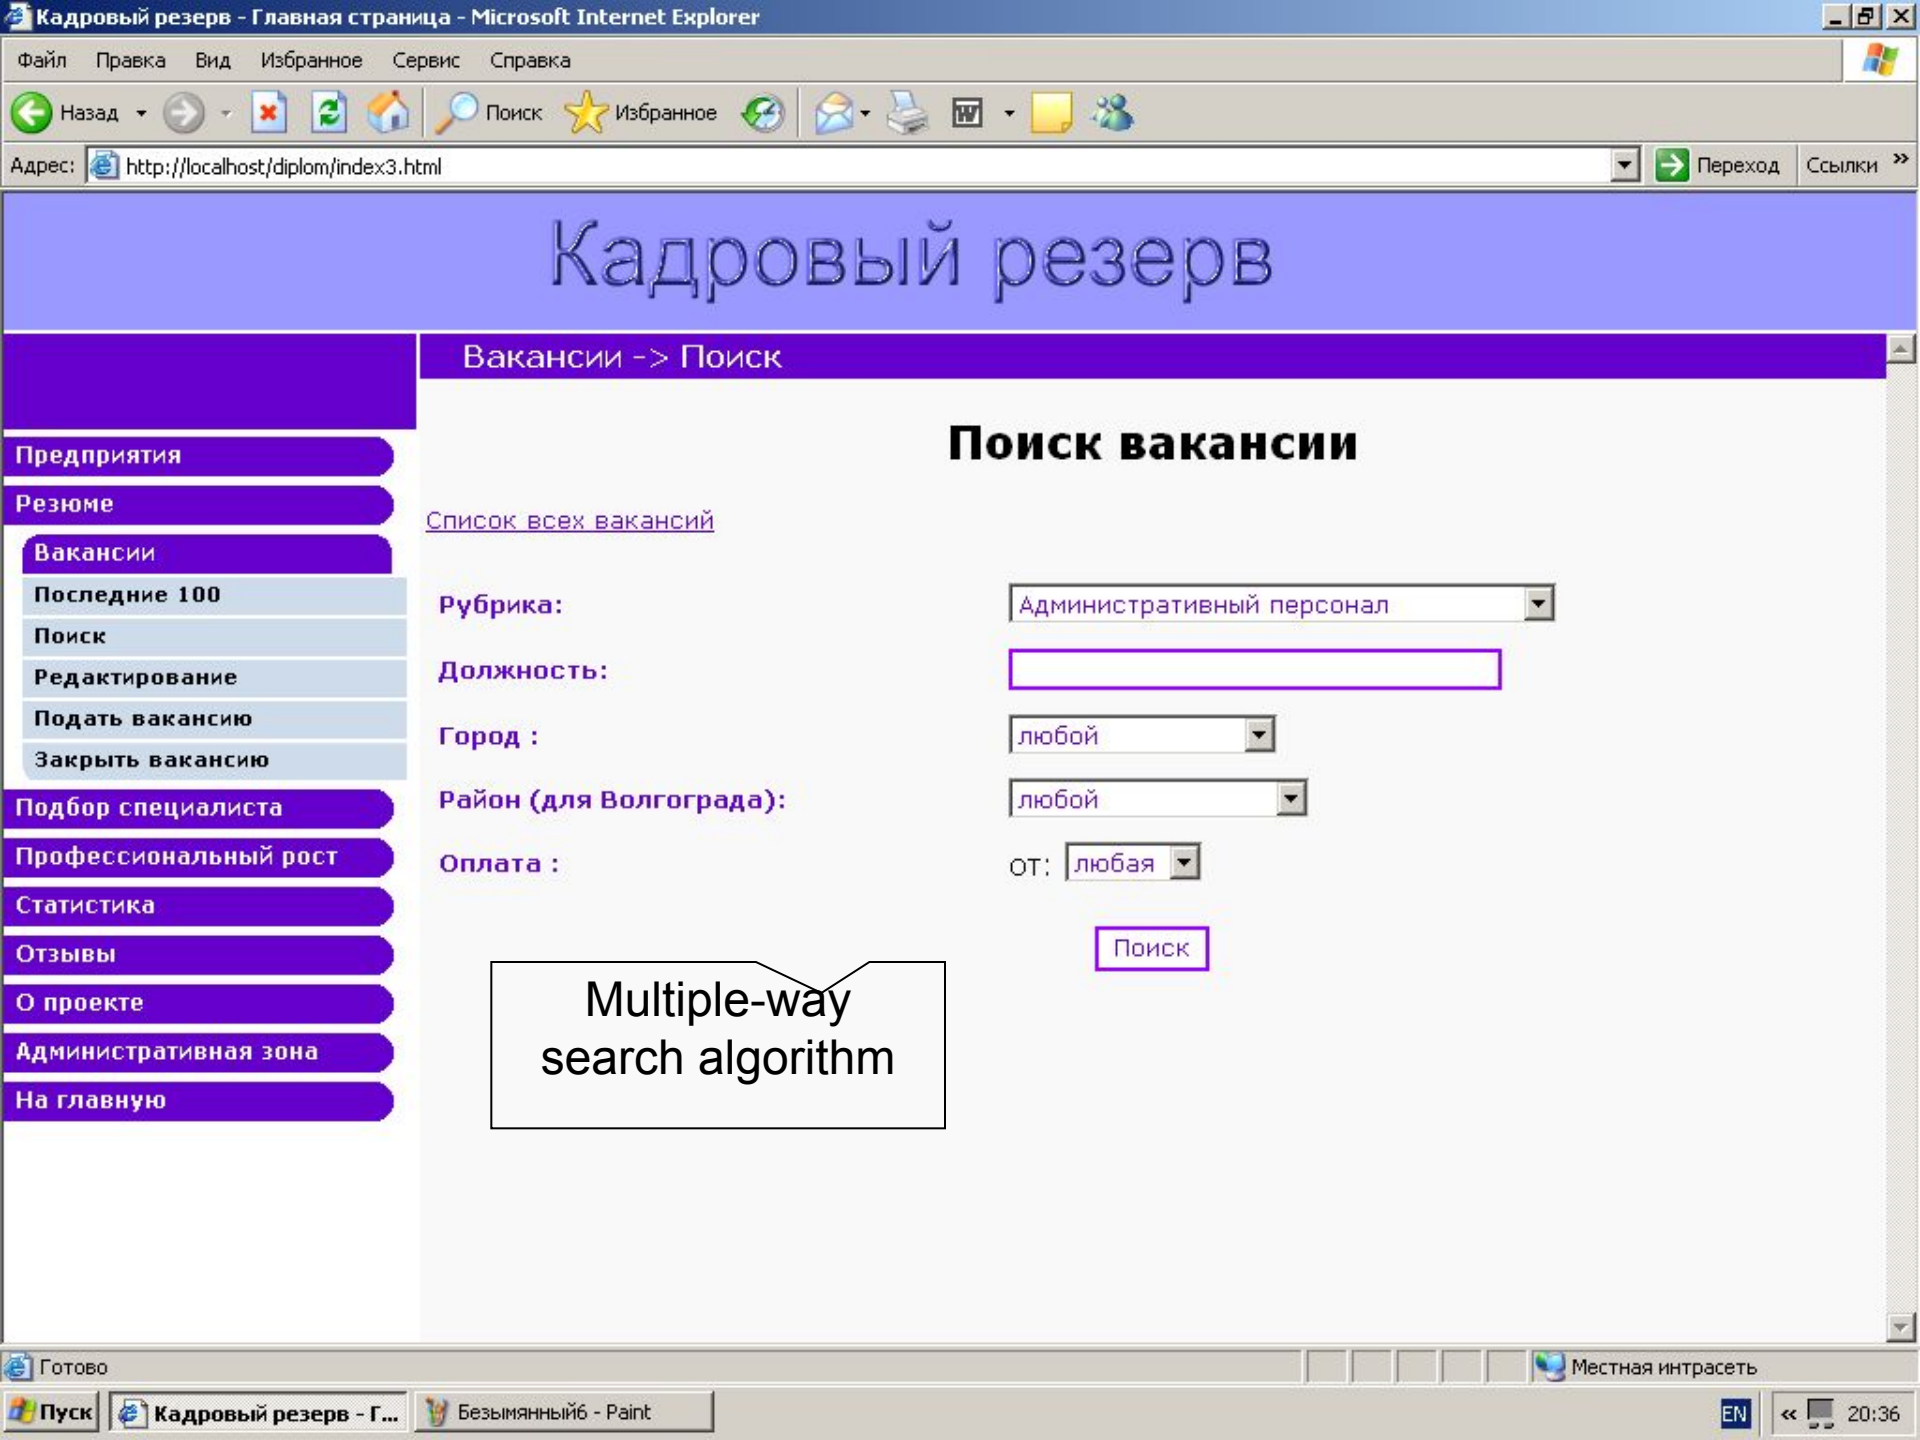 Кадровый резерв - Главная страница - Microsoft Internet Explorer
Файл Правка Вид Избранное Сервис Справка
Назад Поиск Избранное
Адрес: http://localhost/diplom/index3.html Переход Ссылки »
Кадровый резерв
Вакансии -> Поиск
Предприятия
Резюме
Вакансии
Последние 100
Поиск
Редактирование
Подать вакансию
Закрыть вакансию
Подбор специалиста
Профессиональный рост
Статистика
Отзывы
О проекте
Административная зона
На главную
Поиск вакансии
Список всех вакансий
Рубрика: Административный персонал
Должность:
Город : любой
Район (для Волгограда): любой
Оплата : от: любая
Поиск
Multiple-way
search algorithm
Готово Местная интрасеть
Пуск Кадровый резерв - Г... Безымянный6 - Paint EN « 20:36